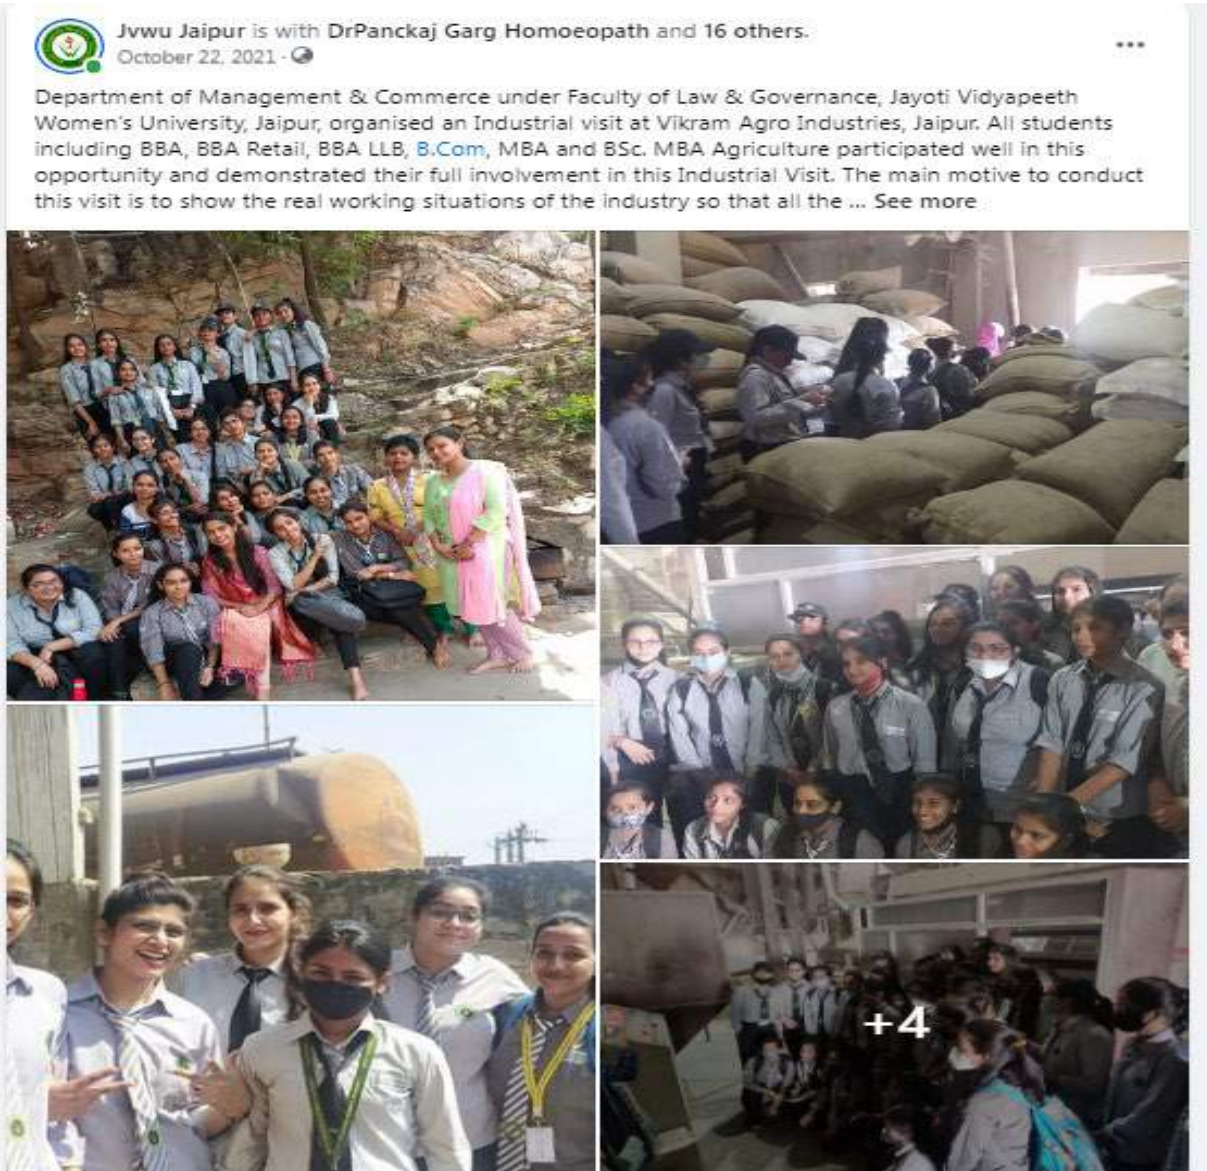 Jvwu Jaipur is with DrPanckaj Garg Homoeopath and 16 others.
October 22, 2021 ·
Department of Management & Commerce under Faculty of Law & Governance, Jayoti Vidyapeeth
Women's University, Jaipur, organised an Industrial visit at Vikram Agro Industries, Jaipur. All students
including BBA, BBA Retail, BBA LLB, B.Com, MBA and BSc. MBA Agriculture participated well in this
opportunity and demonstrated their full involvement in this Industrial Visit. The main motive to conduct
this visit is to show the real working situations of the industry so that all the ... See more
+4